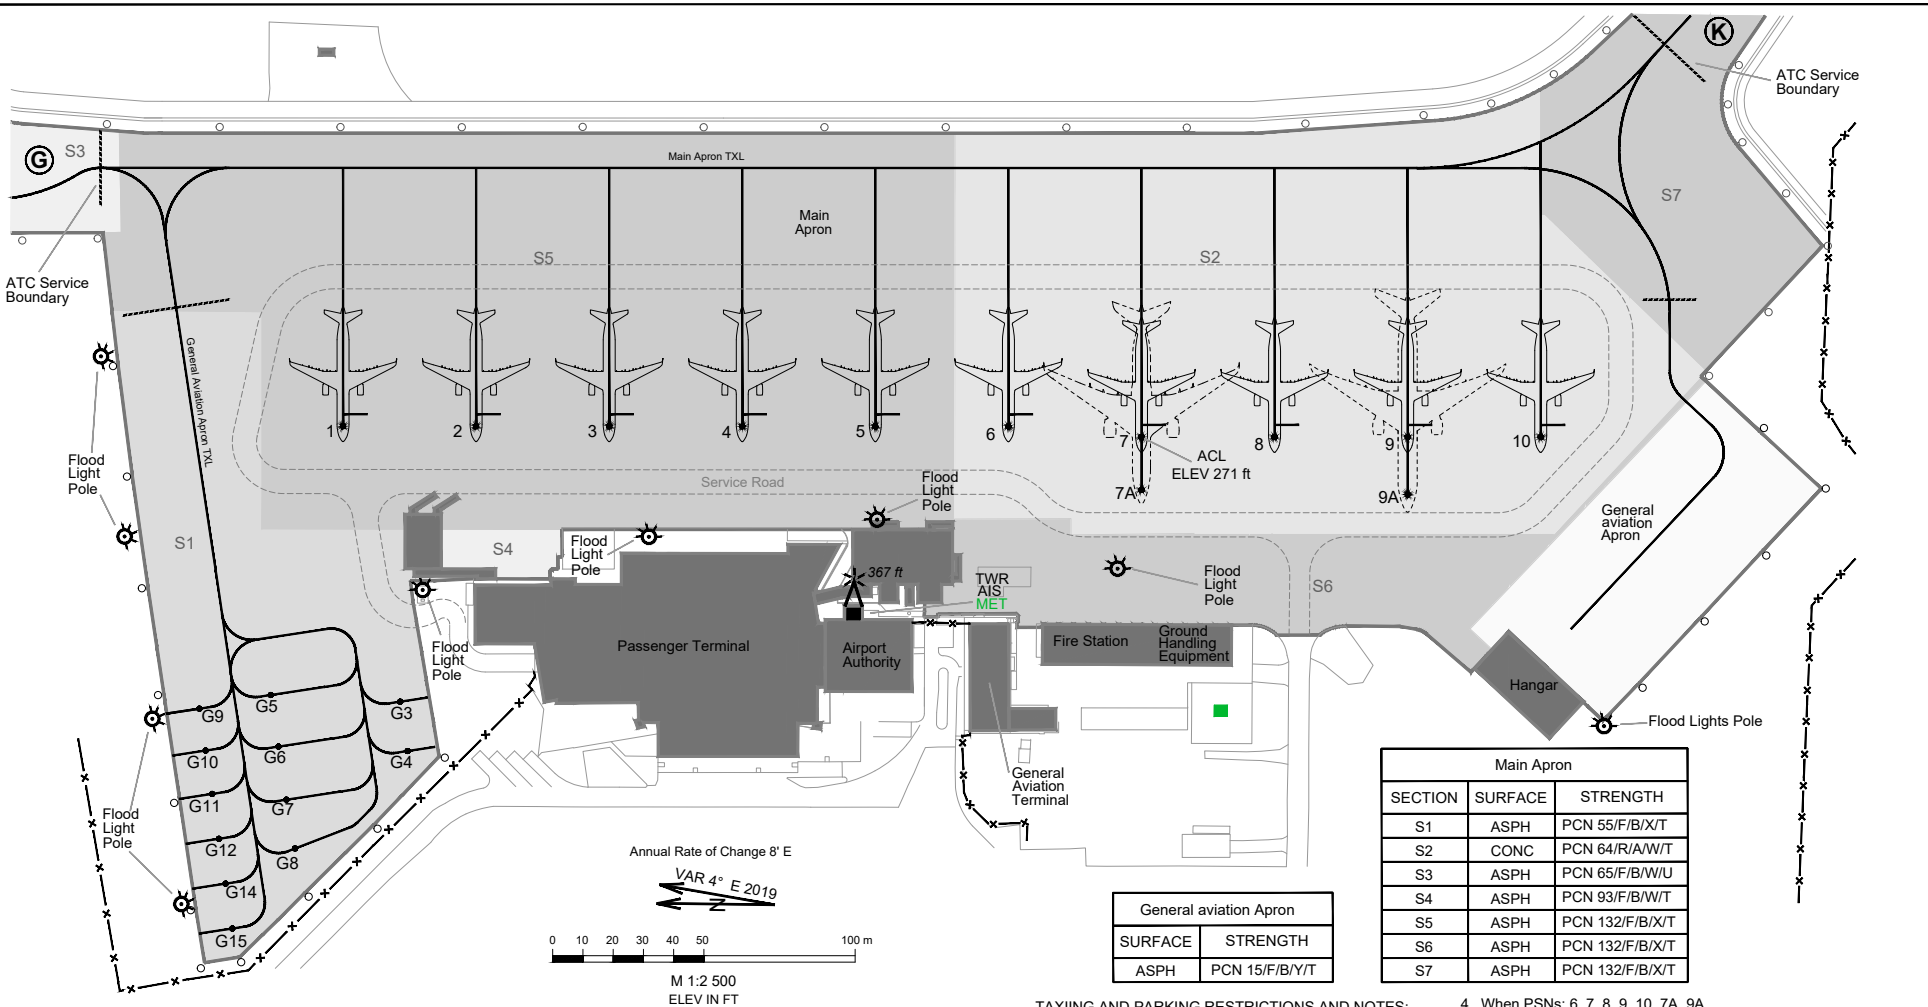 K
ATC Service
Boundary
G
S3
Main Apron TXL
S7
Main
Apron
S5
S2
ATC Service
Boundary
General Aviation Apron TXL
1
2
3
4
5
6
7
8
9
10
ACL
ELEV 271 ft
7A
9A
Flood
Light
Pole
Service Road
Flood
Light
Pole
General
aviation
Apron
S1
S4
Flood
Light
Pole
367 ft
TWR
AIS
MET
Flood
Light
Pole
S6
Passenger Terminal
Airport
Authority
Fire Station
Ground
Handling
Equipment
Flood
Light
Pole
Hangar
Flood Lights Pole
G9
G5
G3
G10
G6
G4
G11
G7
G12
G8
G14
G15
Flood
Light
Pole
General
Aviation
Terminal
Annual Rate of Change 8' E
VAR 4° E 2019
N
0 10 20 30 40 50 100 m
M 1:2 500
ELEV IN FT
General aviation Apron
SURFACE STRENGTH
ASPH PCN 15/F/B/Y/T
Main Apron
SECTION SURFACE STRENGTH
S1 ASPH PCN 55/F/B/X/T
S2 CONC PCN 64/R/A/W/T
S3 ASPH PCN 65/F/B/W/U
S4 ASPH PCN 93/F/B/W/T
S5 ASPH PCN 132/F/B/X/T
S6 ASPH PCN 132/F/B/X/T
S7 ASPH PCN 132/F/B/X/T
TAXIING AND PARKING RESTRICTIONS AND NOTES:
4. When PSNs: 6, 7, 8, 9, 10, 7A, 9A